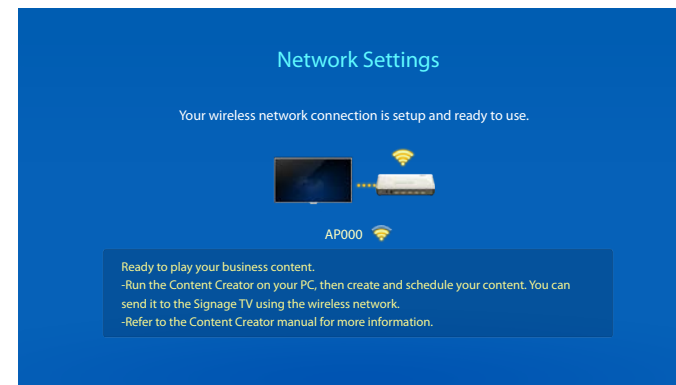 Network Settings
Your wireless network connection is setup and ready to use.
AP000
Ready to play your business content.
-Run the Content Creator on your PC, then create and schedule your content. You can
send it to the Signage TV using the wireless network.
-Refer to the Content Creator manual for more information.